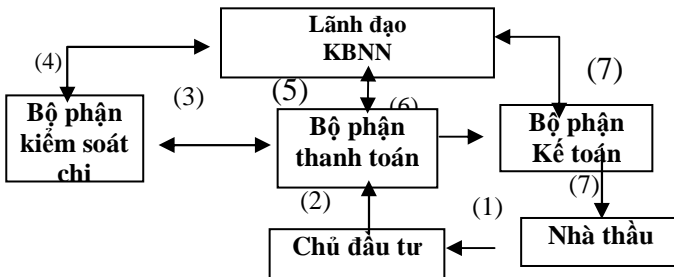 Lãnh đạo
KBNN
(4)
(7)
(3)
(5)
(6)
Bộ phận
kiểm soát
chi
Bộ phận
thanh toán
Bộ phận
Kế toán
(2)
(1)
(7)
Chủ đầu tư
Nhà thầu